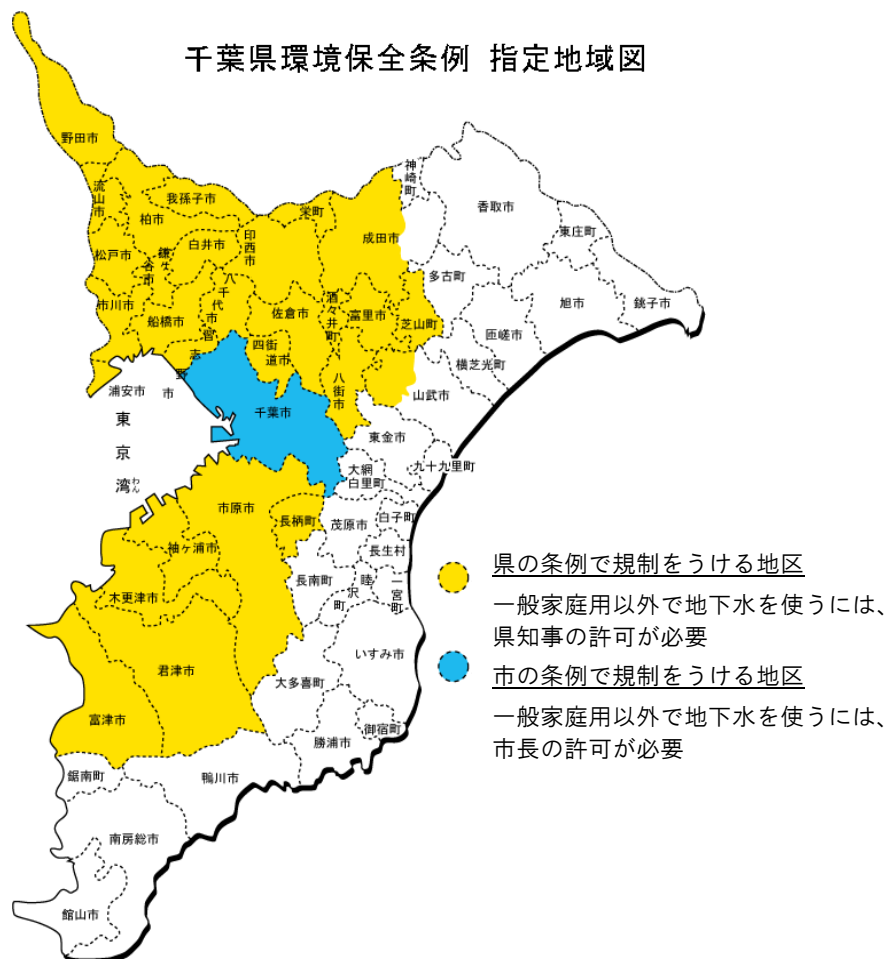 千葉県環境保全条例 指定地域図
野田市
流山市
我孫子市
柏市
松戸市
鎌ヶ谷市
白井市
印西市
栄町
成田市
神崎町
香取市
東庄町
多古町
旭市
銚子市
市川市
船橋市
八千代市
習志野市
佐倉市
酒々井町
富里市
芝山町
匝瑳市
横芝光町
四街道市
八街市
山武市
浦安市
千葉市
東金市
九十九里町
大網
白里町
東京湾
わん
市原市
長柄町
茂原市
白子町
長生村
袖ヶ浦市
長南町
睦沢町
一宮町
木更津市
いすみ市
君津市
大多喜町
富津市
御宿町
勝浦市
鋸南町
鴨川市
南房総市
館山市
県の条例で規制をうける地区
一般家庭用以外で地下水を使うには、
県知事の許可が必要
市の条例で規制をうける地区
一般家庭用以外で地下水を使うには、
市長の許可が必要